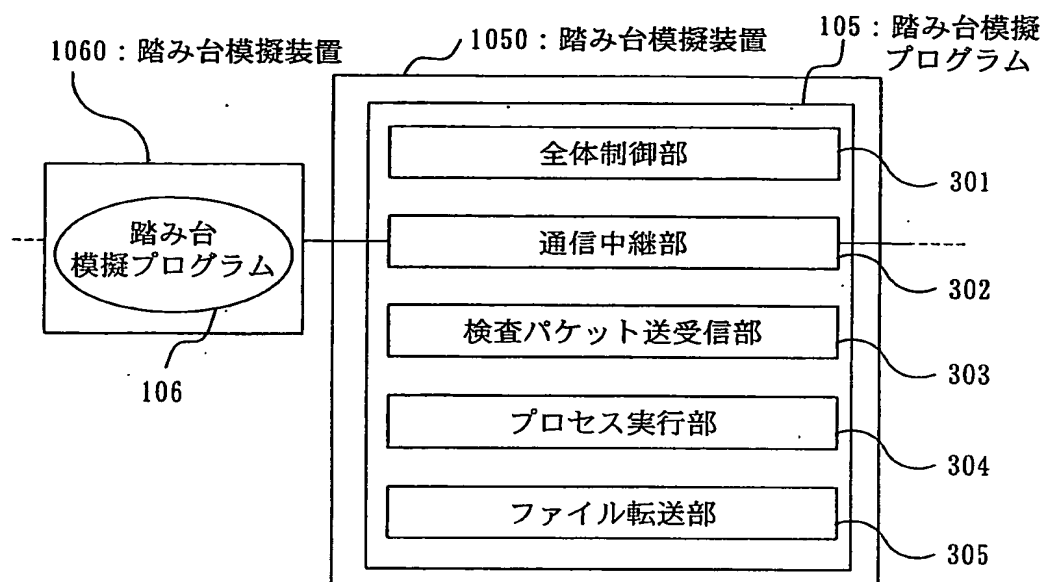 1060：踏み台模擬装置
1050：踏み台模擬装置
105：踏み台模擬
プログラム
全体制御部
301
踏み台
模擬プログラム
通信中継部
302
検査パケット送受信部
303
106
プロセス実行部
304
ファイル転送部
305